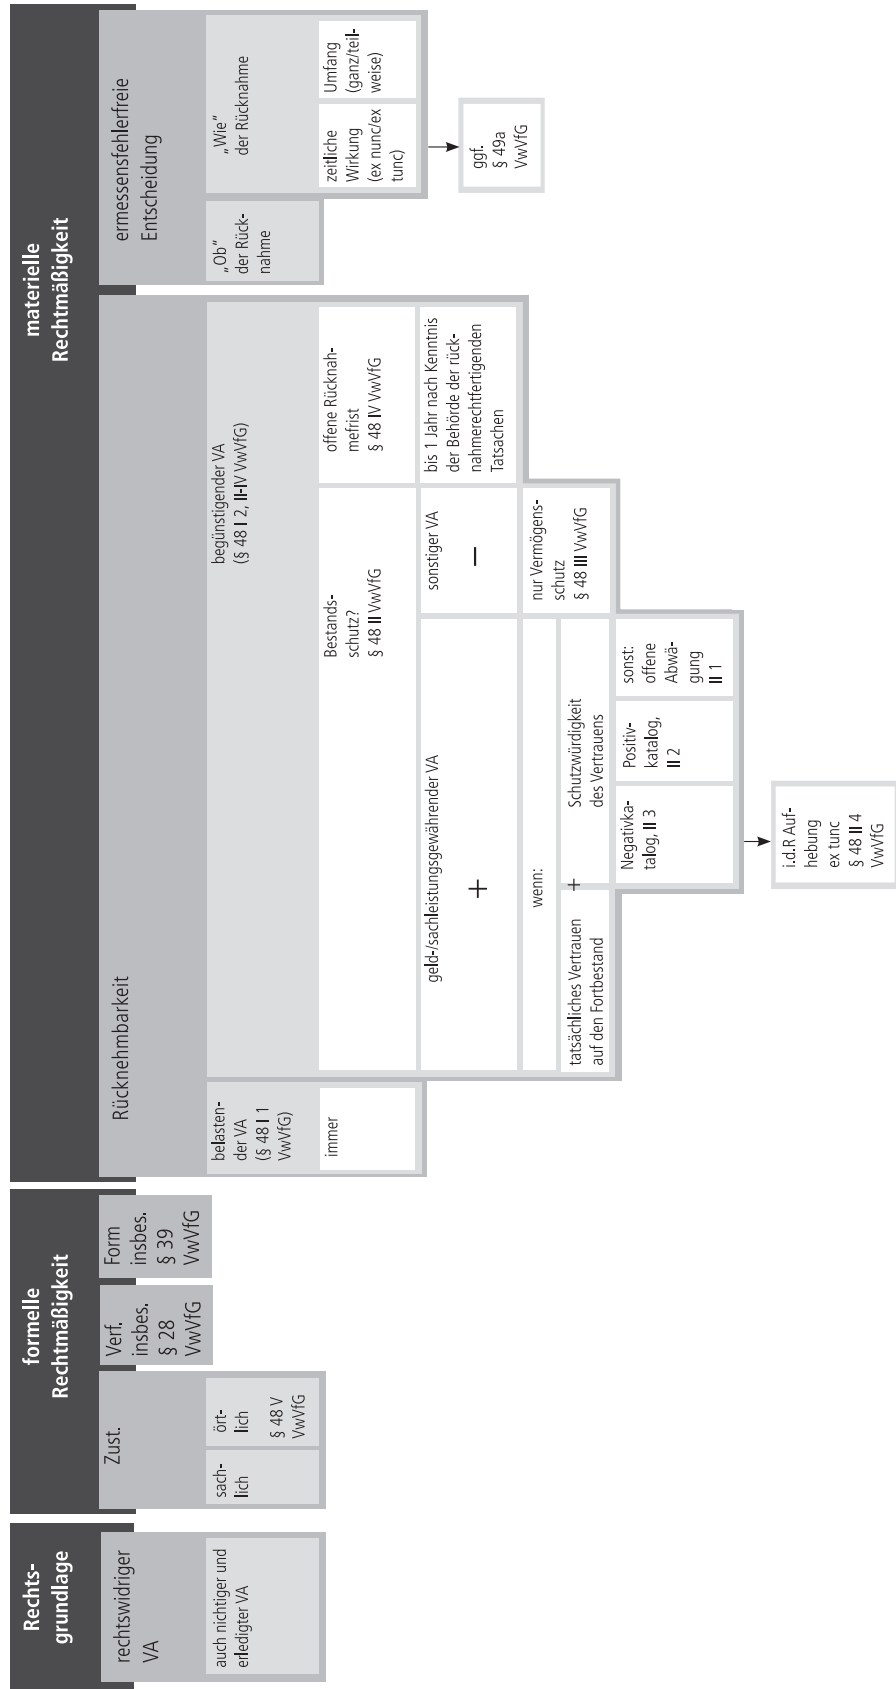 Rechts-
grundlage
rechtswidriger
VA
auch nichtiger und
erledigter VA
formelle
Rechtmäßigkeit
Zust.
sach-
lich
ört-
lich
§ 48 V
VwVfG
Verf.
insbes.
§ 28
VwVfG
Form
insbes.
§ 39
VwVfG
materielle
Rechtmäßigkeit
Rücknehmbarkeit
belasten-
der VA
(§ 48 I 1
VwVfG)
immer
begünstigender VA
(§ 48 I 2, II-IV VwVfG)
Bestands-
schutz?
§ 48 II VwVfG
geld-/sachleistungsgewährender VA
+
wenn:
tatsächliches Vertrauen
auf den Fortbestand
+
Schutzwürdigkeit
des Vertrauens
Negativka-
talog, II 3
Positiv-
katalog,
II 2
sonst:
offene
Abwä-
gung
II 1
i.d.R Auf-
hebung
ex tunc
§ 48 II 4
VwVfG
sonstiger VA
–
nur Vermögens-
schutz
§ 48 III VwVfG
offene Rücknah-
mefrist
§ 48 IV VwVfG
bis 1 Jahr nach Kenntnis
der Behörde der rück-
nahmerechtfertigenden
Tatsachen
ermessensfehlerfreie
Entscheidung
„Ob“
der Rück-
nahme
„Wie“
der Rücknahme
zeitliche
Wirkung
(ex nunc/ex
tunc)
Umfang
(ganz/teil-
weise)
ggf.
§ 49a
VwVfG